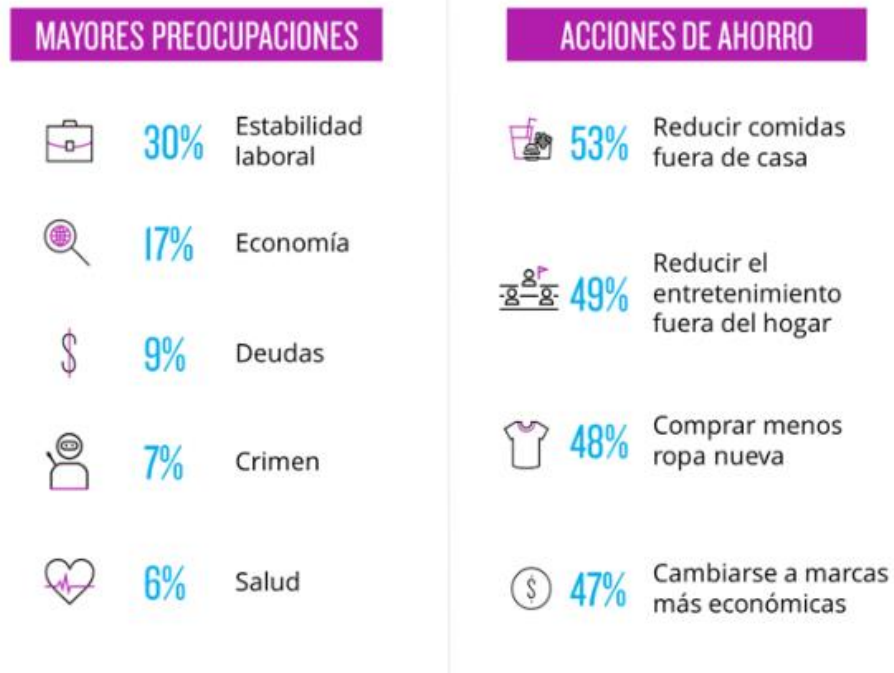 MAYORES PREOCUPACIONES
30%
Estabilidad
laboral
17%
Economía
9%
Deudas
7%
Crimen
6%
Salud
ACCIONES DE AHORRO
53%
Reducir comidas
fuera de casa
49%
Reducir el
entretenimiento
fuera del hogar
48%
Comprar menos
ropa nueva
47%
Cambiarse a marcas
más económicas